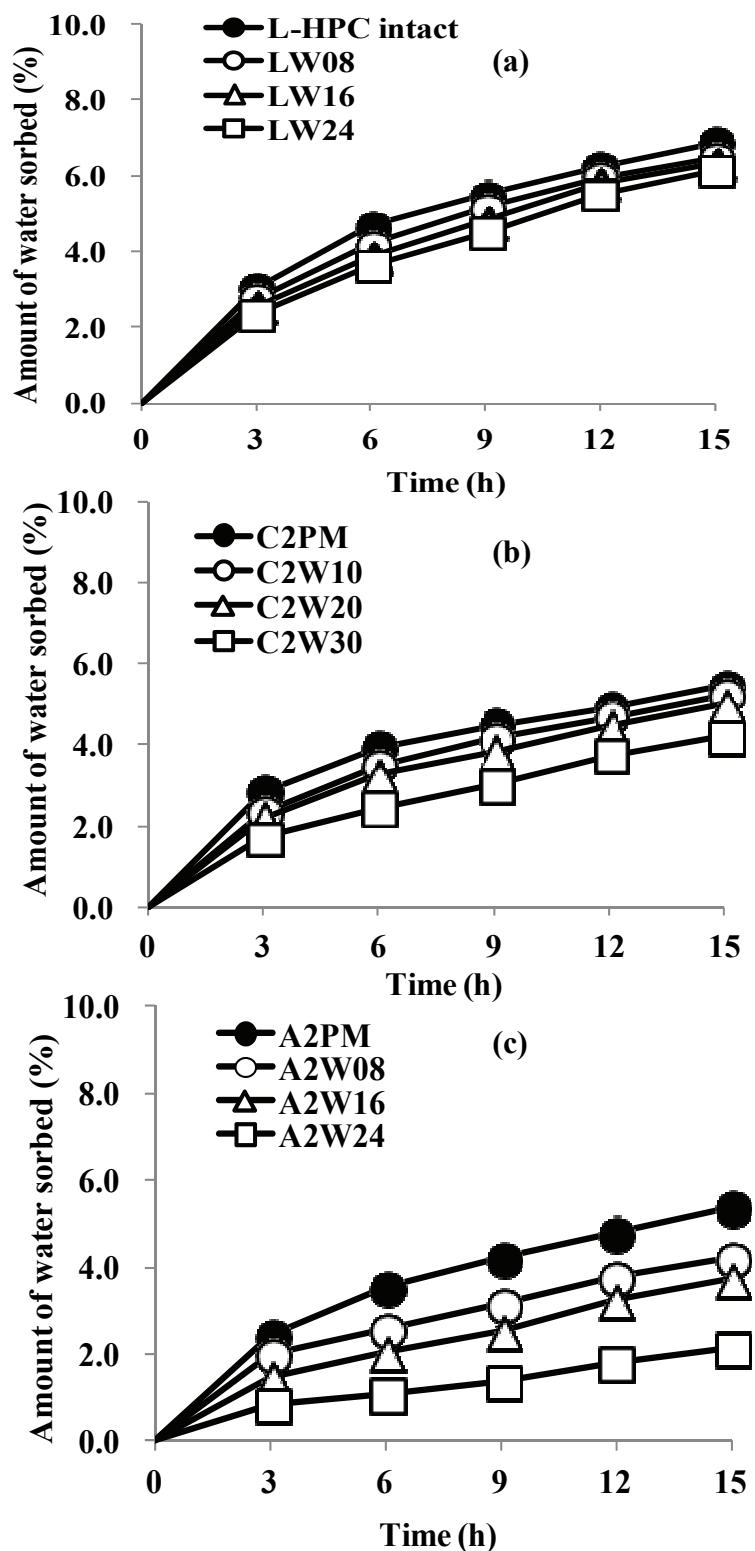 Amount of water sorbed (%)
10.0
8.0
6.0
4.0
2.0
0.0
L-HPC intact
LW08
LW16
LW24
(a)
0 3 6 9 12 15
Time (h)
Amount of water sorbed (%)
10.0
8.0
6.0
4.0
2.0
0.0
C2PM
C2W10
C2W20
C2W30
(b)
0 3 6 9 12 15
Time (h)
Amount of water sorbed (%)
10.0
8.0
6.0
4.0
2.0
0.0
A2PM
A2W08
A2W16
A2W24
(c)
0 3 6 9 12 15
Time (h)